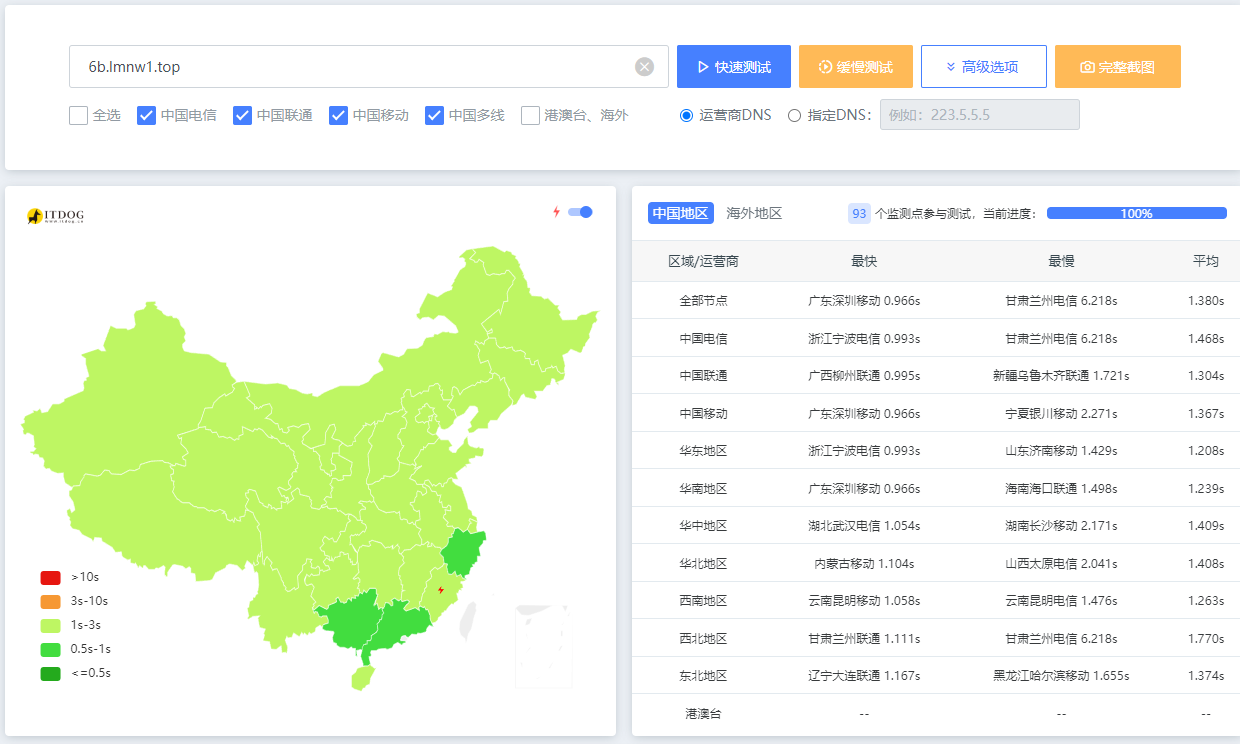 6b.lmnw1.top 快速测试 缓慢测试 高级选项 完整截图
全选 中国电信 中国联通 中国移动 中国多线 港澳台、海外 运营商DNS 指定DNS： 例如：223.5.5.5
ITDOG
www.itdog.cn
>10s
3s-10s
1s-3s
0.5s-1s
<=0.5s
中国地区 海外地区 93 个监测点参与测试，当前进度： 100%
区域/运营商 最快 最慢 平均
全部节点 广东深圳移动 0.966s 甘肃兰州电信 6.218s 1.380s
中国电信 浙江宁波电信 0.993s 甘肃兰州电信 6.218s 1.468s
中国联通 广西柳州联通 0.995s 新疆乌鲁木齐联通 1.721s 1.304s
中国移动 广东深圳移动 0.966s 宁夏银川移动 2.271s 1.367s
华东地区 浙江宁波电信 0.993s 山东济南移动 1.429s 1.208s
华南地区 广东深圳移动 0.966s 海南海口联通 1.498s 1.239s
华中地区 湖北武汉电信 1.054s 湖南长沙移动 2.171s 1.409s
华北地区 内蒙古移动 1.104s 山西太原电信 2.041s 1.408s
西南地区 云南昆明移动 1.058s 云南昆明电信 1.476s 1.263s
西北地区 甘肃兰州联通 1.111s 甘肃兰州电信 6.218s 1.770s
东北地区 辽宁大连联通 1.167s 黑龙江哈尔滨移动 1.655s 1.374s
港澳台 -- -- --